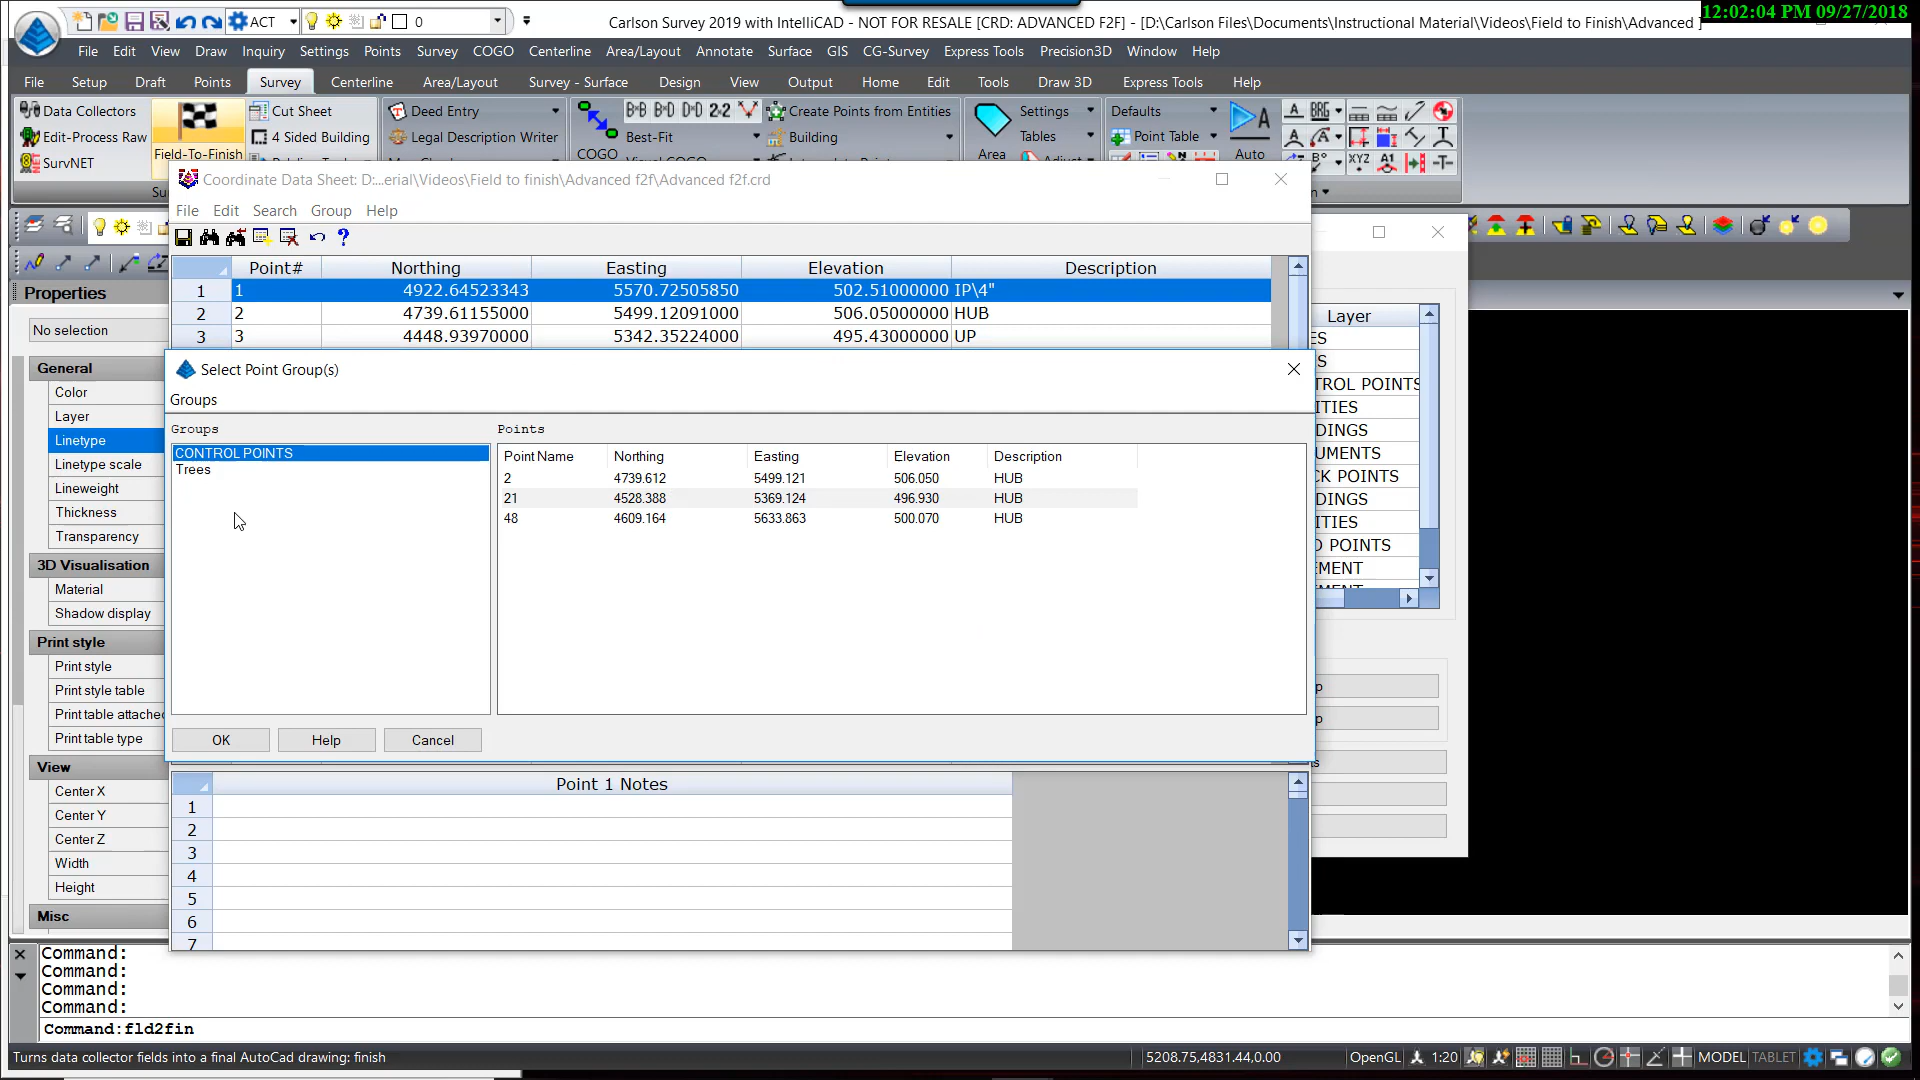 12:02:04 PM 09/27/2018
ACT 0 Carlson Survey 2019 with IntelliCAD - NOT FOR RESALE [CRD: ADVANCED F2F] - [D:\Carlson Files\Documents\Instructional Material\Videos\Field to Finish\Advanced ]
File Edit View Draw Inquiry Settings Points Survey COGO Centerline Area/Layout Annotate Surface GIS CG-Survey Express Tools Precision3D Window Help
File Setup Draft Points Survey Centerline Area/Layout Survey - Surface Design View Output Home Edit Tools Draw 3D Express Tools Help
Data Collectors Cut Sheet Deed Entry Create Points from Entities Settings Defaults BRG
Edit-Process Raw 4 Sided Building Legal Description Writer Best-Fit Building Tables Point Table
SurvNET Field-To-Finish COGO Area Auto XYZ
Coordinate Data Sheet: D:...erial\Videos\Field to finish\Advanced f2f\Advanced f2f.crd
File Edit Search Group Help
Point# Northing Easting Elevation Description
1 1 4922.64523343 5570.72505850 502.51000000 IP\4"
2 2 4739.61155000 5499.12091000 506.05000000 HUB
3 3 4448.93970000 5342.35224000 495.43000000 UP
Properties
No selection
General
Color
Layer
Linetype
Linetype scale
Lineweight
Thickness
Transparency
3D Visualisation
Material
Shadow display
Print style
Print style
Print style table
Print table attached
Print table type
View
Center X
Center Y
Center Z
Width
Height
Misc
Select Point Group(s)
Groups
Groups Points
CONTROL POINTS
Trees
Point Name Northing Easting Elevation Description
2 4739.612 5499.121 506.050 HUB
21 4528.388 5369.124 496.930 HUB
48 4609.164 5633.863 500.070 HUB
OK Help Cancel
Layer
TROL POINTS
ITIES
DINGS
UMENTS
CK POINTS
DINGS
ITIES
D POINTS
EMENT
Point 1 Notes
1
2
3
4
5
6
7
Command:
Command:
Command:
Command:
Command:fld2fin
Turns data collector fields into a final AutoCad drawing: finish 5208.75,4831.44,0.00 OpenGL 1:20 MODEL TABLET